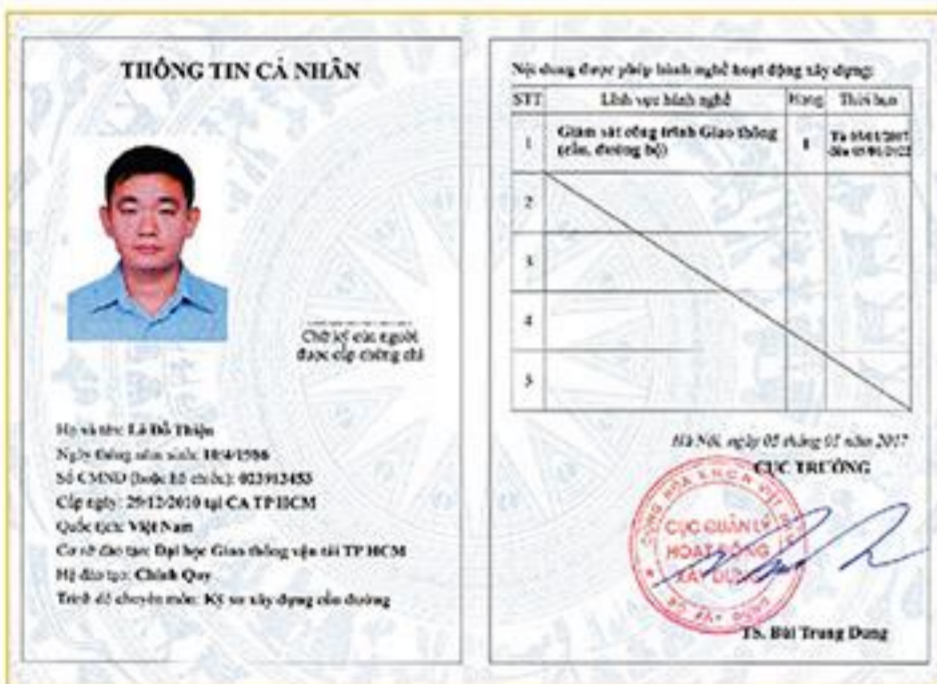 THÔNG TIN CÁ NHÂN
Chữ ký của người
được cấp chứng chỉ
Họ và tên: Lê Đỗ Thiện
Ngày tháng năm sinh: 10/4/1986
Số CMND (hoặc hộ chiếu): 023913453
Cấp ngày: 29/12/2010 tại CA TP HCM
Quốc tịch: Việt Nam
Cơ sở đào tạo: Đại học Giao thông vận tải TP HCM
Hệ đào tạo: Chính Quy
Trình độ chuyên môn: Kỹ sư xây dựng cầu đường
Nội dung được phép hành nghề hoạt động xây dựng:
STT Lĩnh vực hành nghề Hạng Thời hạn
1 Giám sát công trình Giao thông I
(cầu, đường bộ)
2
3
4
5
Hà Nội, ngày 05 tháng 01 năm 2017
CỤC TRƯỞNG
CỤC QUẢN LÝ
HOẠT ĐỘNG
XÂY DỰNG
TS. Bùi Trung Dung